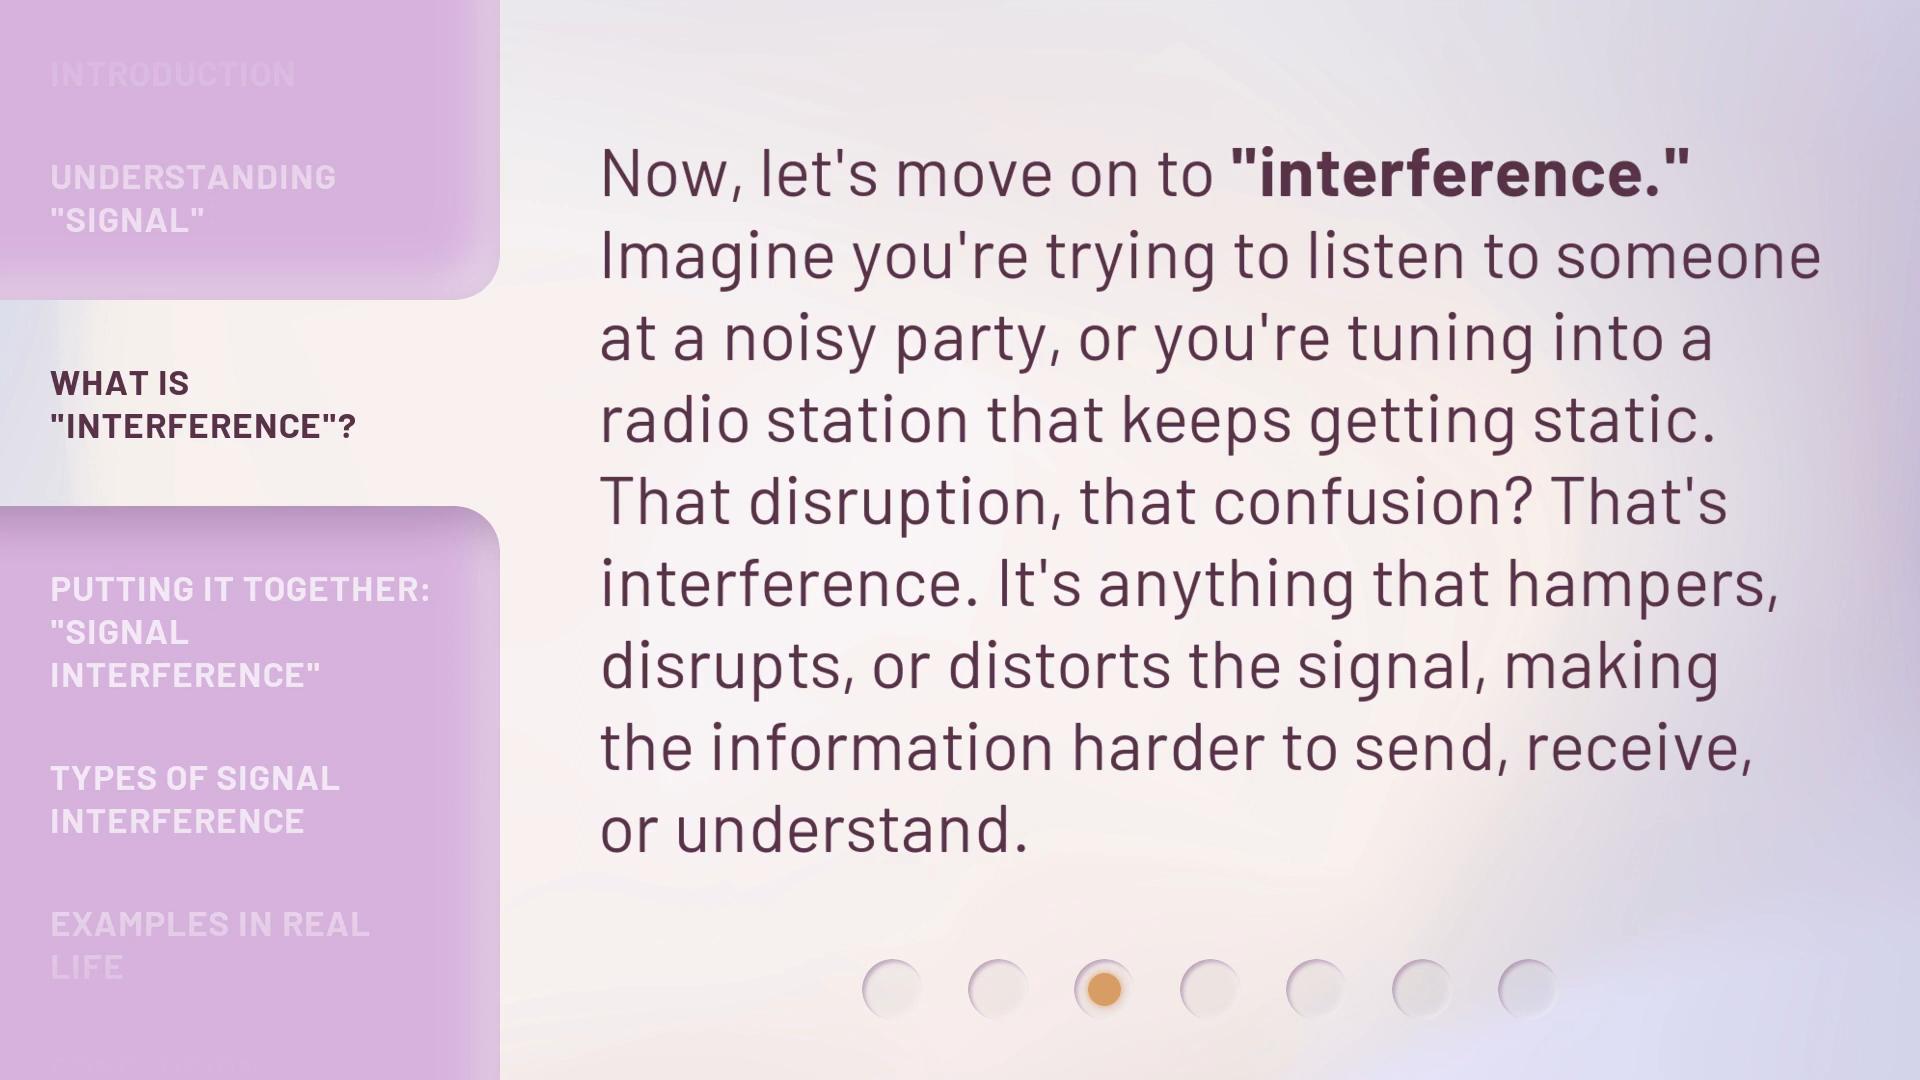 INTRODUCTION
UNDERSTANDING
"SIGNAL"
WHAT IS
"INTERFERENCE"?
PUTTING IT TOGETHER:
"SIGNAL
INTERFERENCE"
TYPES OF SIGNAL
INTERFERENCE
EXAMPLES IN REAL
LIFE
Now, let's move on to "interference."
Imagine you're trying to listen to someone
at a noisy party, or you're tuning into a
radio station that keeps getting static.
That disruption, that confusion? That's
interference. It's anything that hampers,
disrupts, or distorts the signal, making
the information harder to send, receive,
or understand.